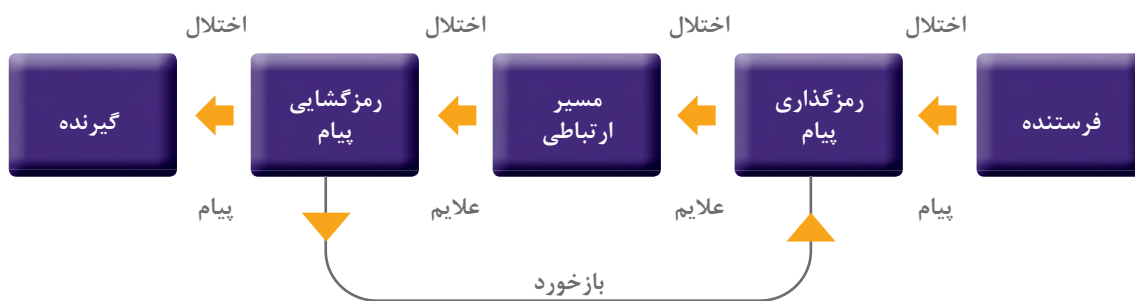 اختلال
اختلال
اختلال
اختلال
فرستنده
رمزگذاری
پیام
مسیر
ارتباطی
رمزگشایی
پیام
گیرنده
پیام
علایم
علایم
پیام
بازخورد